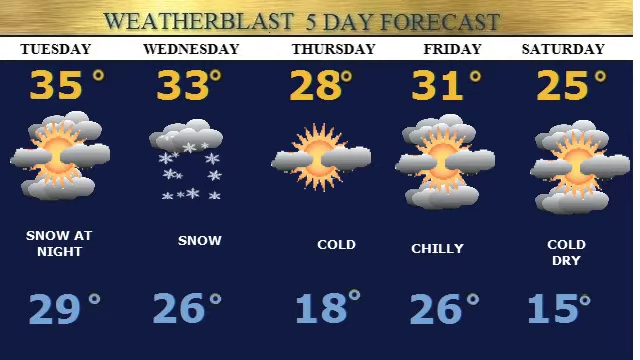 WEATHERBLAST 5 DAY FORECAST
TUESDAY WEDNESDAY THURSDAY FRIDAY SATURDAY
35° 33° 28° 31° 25°
SNOW AT
NIGHT
SNOW
COLD
CHILLY
COLD
DRY
29° 26° 18° 26° 15°